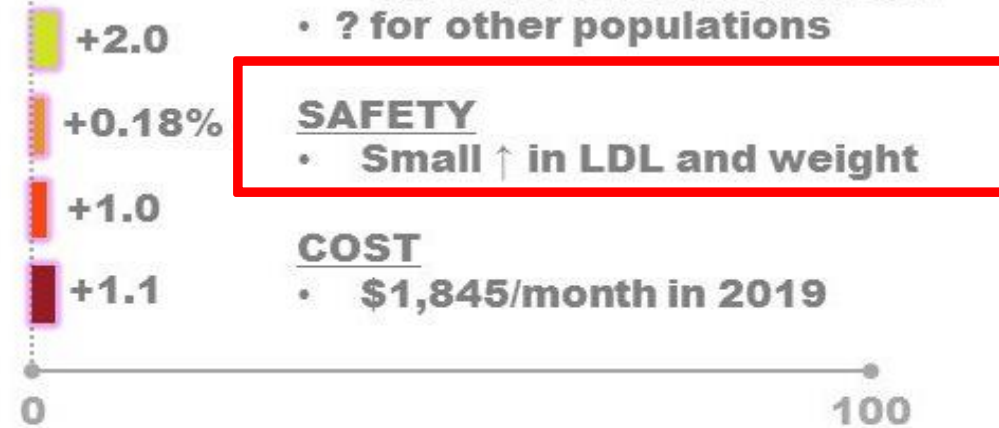 +2.0
• ? for other populations
+0.18%
SAFETY
• Small ↑ in LDL and weight
+1.0
COST
+1.1
• $1,845/month in 2019
0
100